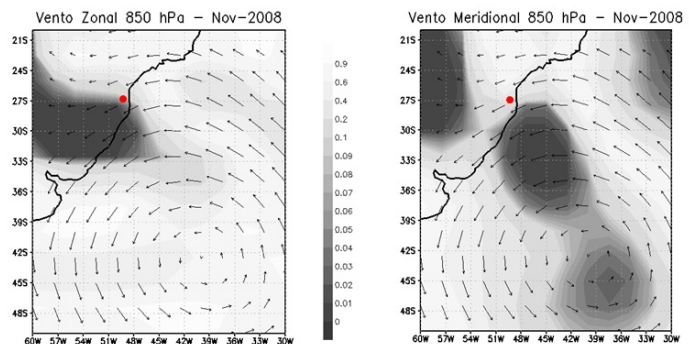 Vento Zonal 850 hPa - Nov-2008
21S
24S
27S
30S
33S
36S
39S
42S
45S
48S
60W 57W 54W 51W 48W 45W 42W 39W 36W 33W 30W
0.9
0.6
0.4
0.2
0.1
0.09
0.08
0.07
0.06
0.05
0.04
0.03
0.02
0.01
0
Vento Meridional 850 hPa - Nov-2008
21S
24S
27S
30S
33S
36S
39S
42S
45S
48S
60W 57W 54W 51W 48W 45W 42W 39W 36W 33W 30W